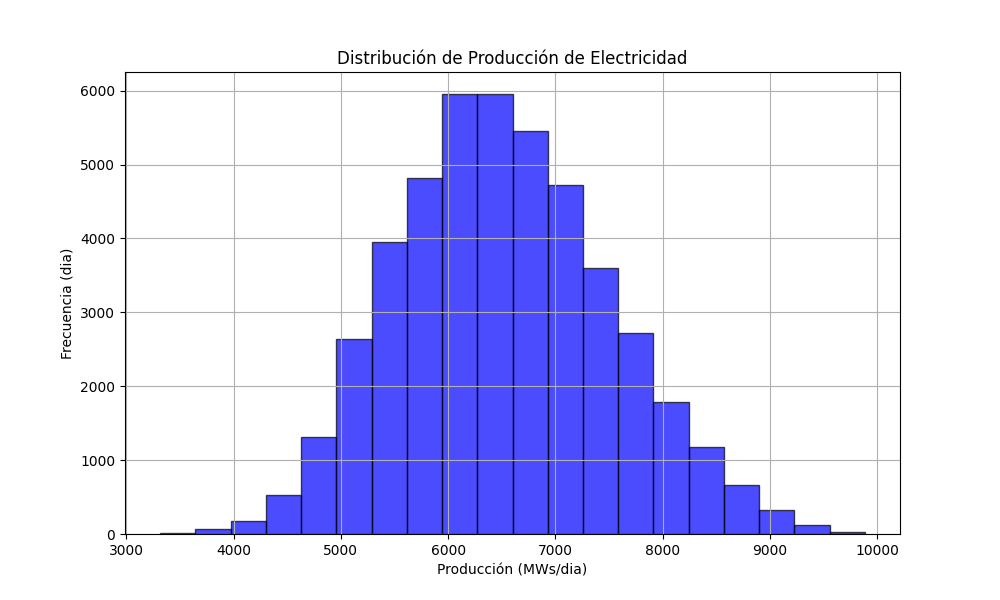 Distribución de Producción de Electricidad
6000
5000
4000
3000
2000
1000
0
Frecuencia (dia)
3000 4000 5000 6000 7000 8000 9000 10000
Producción (MWs/dia)